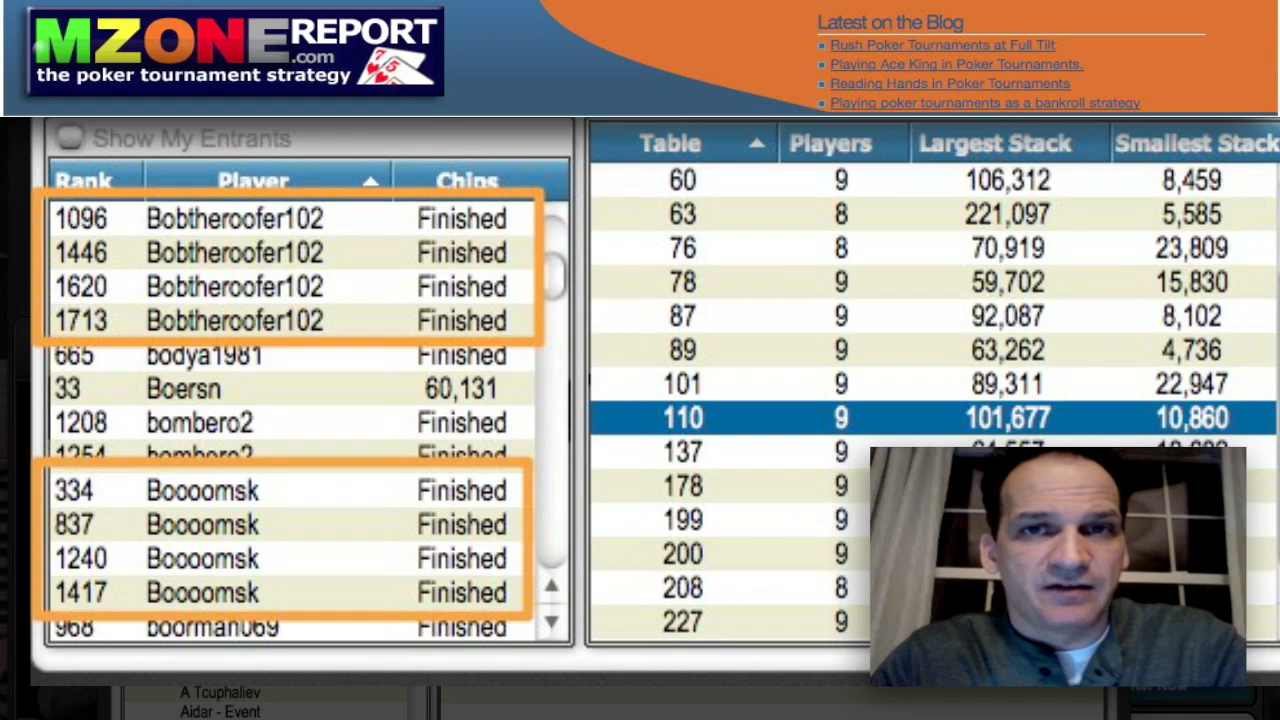 MZONEREPORT
.com
the poker tournament strategy
Latest on the Blog
Rush Poker Tournaments at Full Tilt
Playing Ace King in Poker Tournaments.
Reading Hands in Poker Tournaments
Playing poker tournaments as a bankroll strategy
Show My Entrants
Rank Player Chips
1096 Bobtheroofer102 Finished
1446 Bobtheroofer102 Finished
1620 Bobtheroofer102 Finished
1713 Bobtheroofer102 Finished
665 bodya1981 Finished
33 Boersn 60,131
1208 bombero2 Finished
1254 bombero2 Finished
334 Boooomsk Finished
837 Boooomsk Finished
1240 Boooomsk Finished
1417 Boooomsk Finished
968 boorman069 Finished
Table Players Largest Stack Smallest Stack
60 9 106,312 8,459
63 8 221,097 5,585
76 8 70,919 23,809
78 9 59,702 15,830
87 9 92,087 8,102
89 9 63,262 4,736
101 9 89,311 22,947
110 9 101,677 10,860
137 9
178 9
199 9
200 9
208 8
227 9
A Tcuphaliev
Aidar - Event